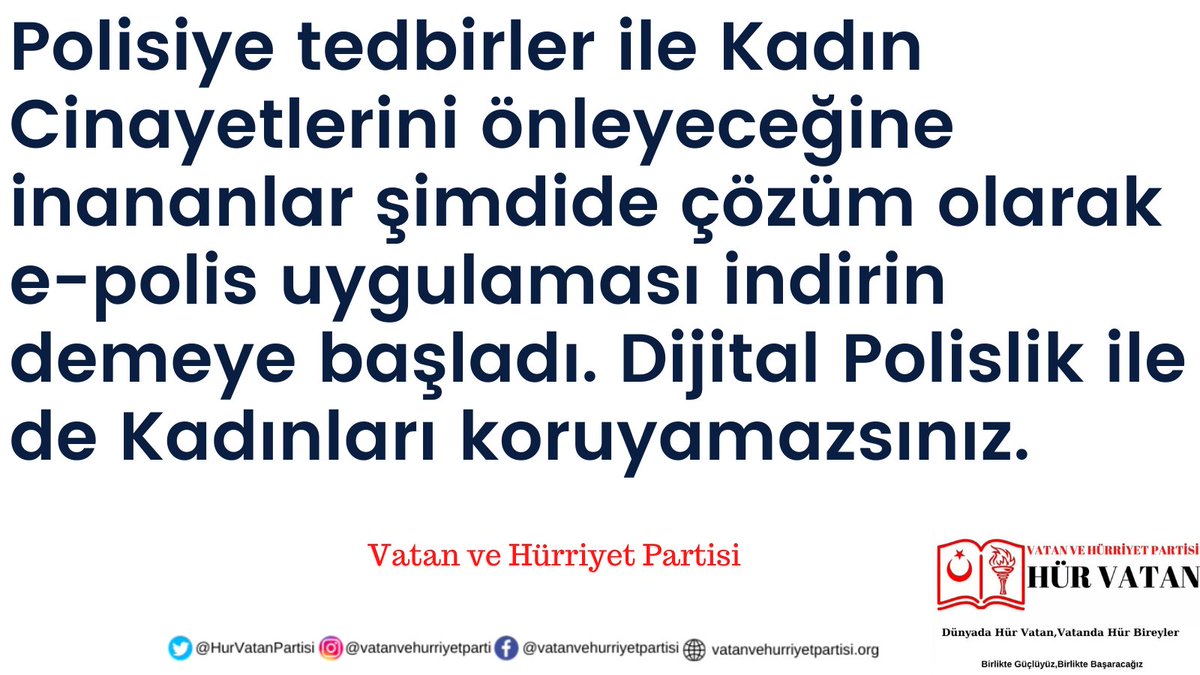 Polisiye tedbirler ile Kadın
Cinayetlerini önleyeceğine
inananlar şimdide çözüm olarak
e-polis uygulaması indirin
demeye başladı. Dijital Polislik ile
de Kadınları koruyamazsınız.
Vatan ve Hürriyet Partisi
VATAN VE HÜRRİYET PARTİSİ
HÜR VATAN
Dünyada Hür Vatan,Vatanda Hür Bireyler
@HurVatanPartisi @vatanvehurriyetparti @vatanvehurriyetpartisi vatanvehurriyetpartisi.org
Birlikte Güçlüyüz,Birlikte Başaracağız